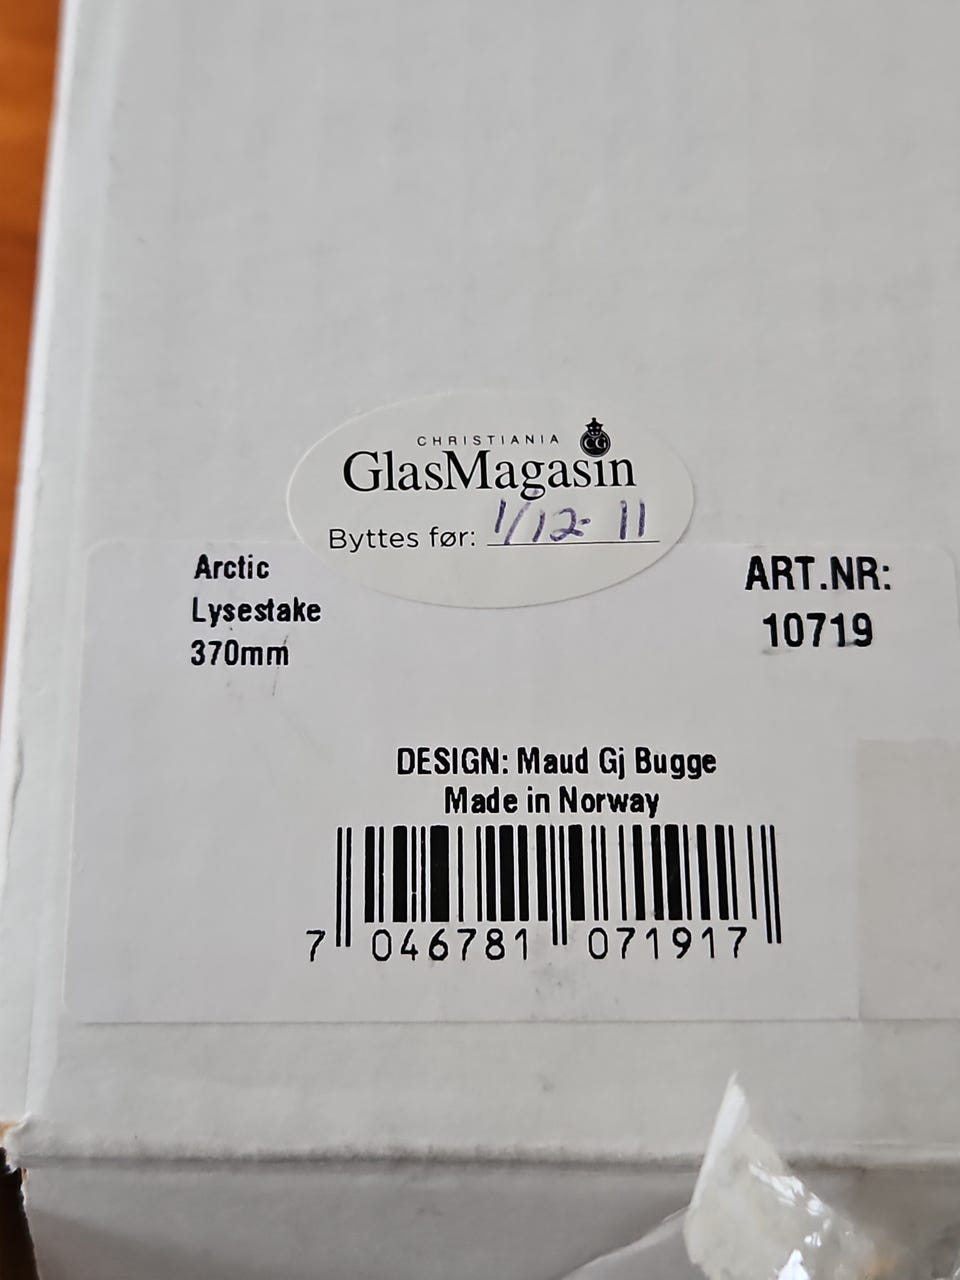 CHRISTIANIA
CG
GlasMagasin
Byttes før: 1/12-11
Arctic
Lysestake
370mm
ART.NR:
10719
DESIGN: Maud Gj Bugge
Made in Norway
7 046781 071917